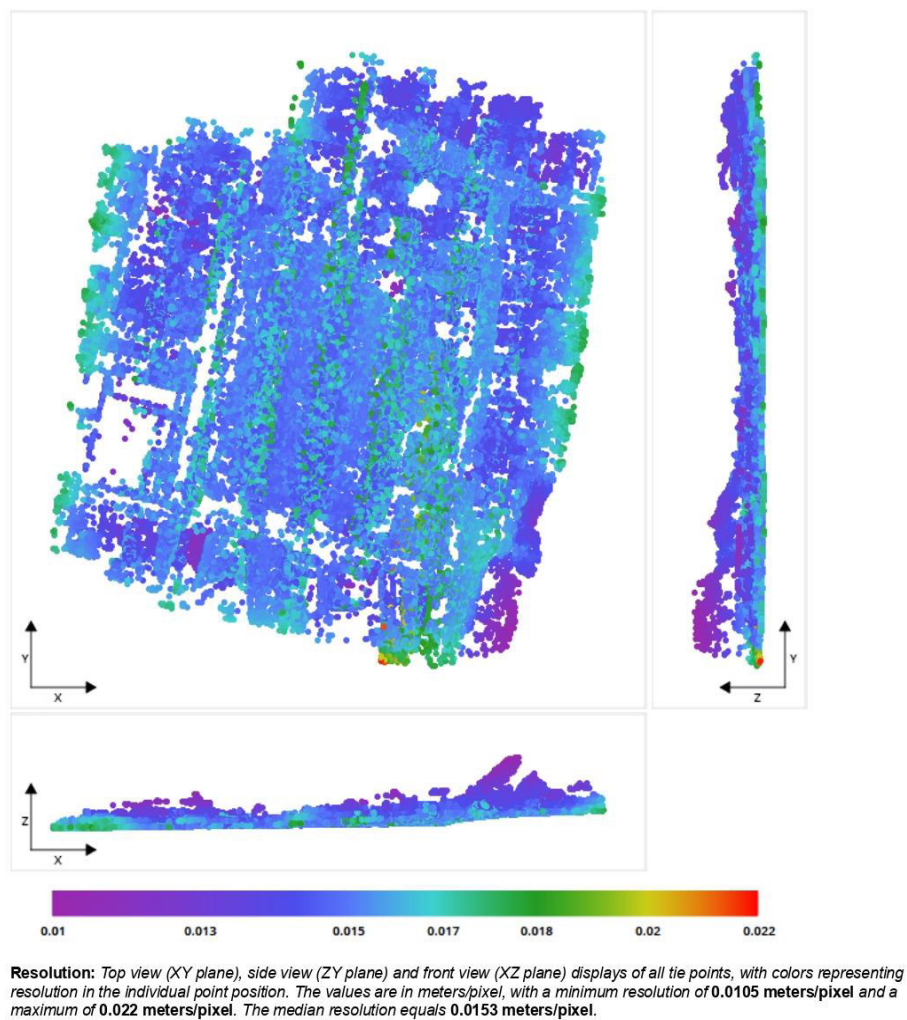 Y
X
Y
Z
Z
X
0.01 0.013 0.015 0.017 0.018 0.02 0.022
Resolution: Top view (XY plane), side view (ZY plane) and front view (XZ plane) displays of all tie points, with colors representing
resolution in the individual point position. The values are in meters/pixel, with a minimum resolution of 0.0105 meters/pixel and a
maximum of 0.022 meters/pixel. The median resolution equals 0.0153 meters/pixel.